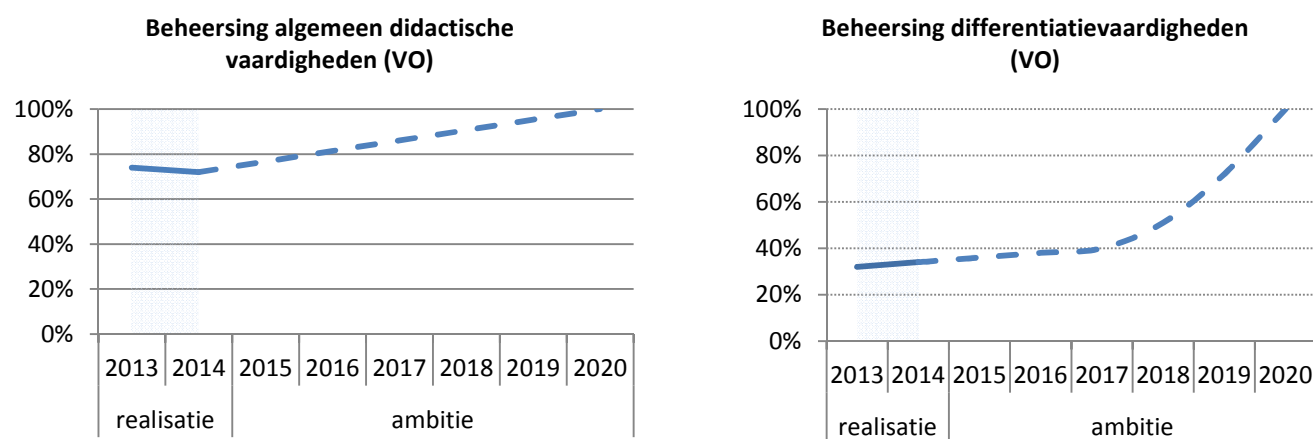 Beheersing algemeen didactische
vaardigheden (VO)
100%
80%
60%
40%
20%
0%
2013 2014 2015 2016 2017 2018 2019 2020
realisatie ambitie
Beheersing differentiatievaardigheden
(VO)
100%
80%
60%
40%
20%
0%
2013 2014 2015 2016 2017 2018 2019 2020
realisatie ambitie